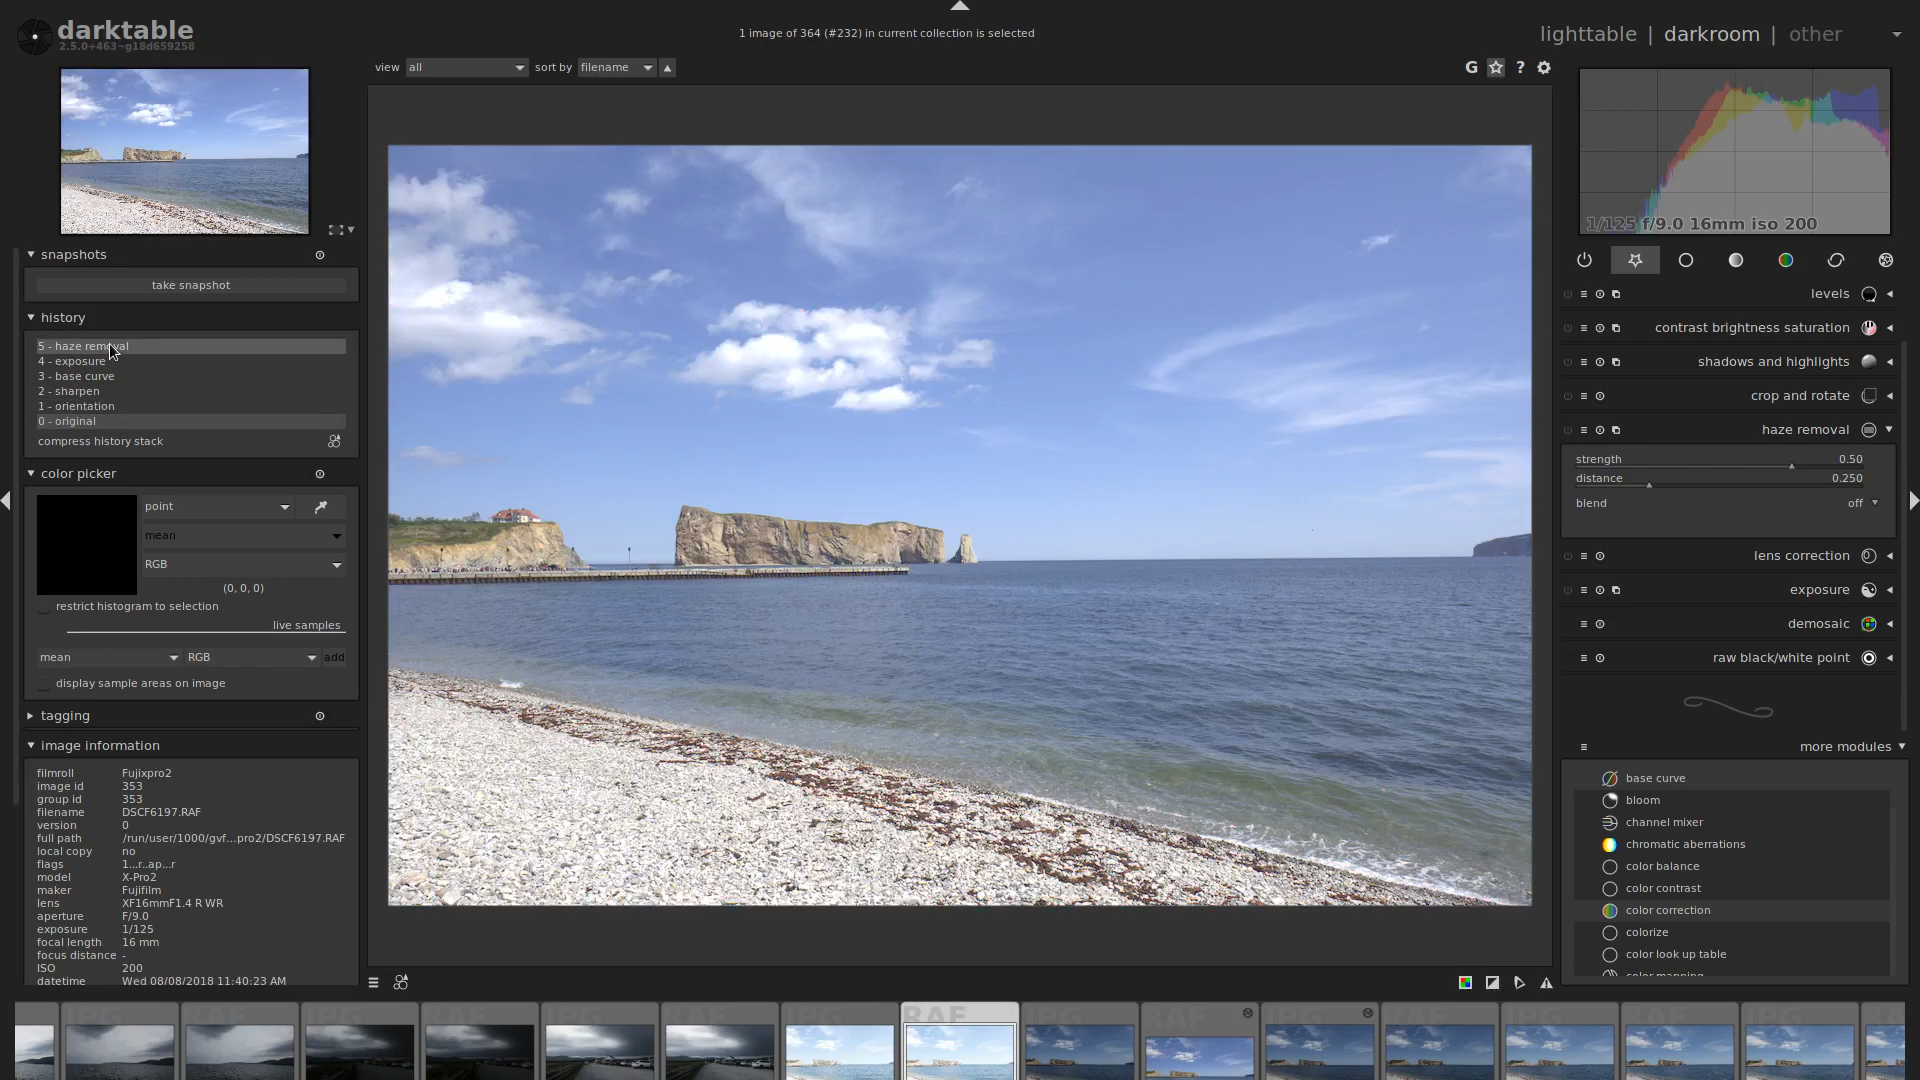 darktable
2.5.0+463~g18d659258
1 image of 364 (#232) in current collection is selected
lighttable | darkroom | other
view all sort by filename
G ?
1/125 f/9.0 16mm iso 200
snapshots
take snapshot
history
5 - haze removal
4 - exposure
3 - base curve
2 - sharpen
1 - orientation
0 - original
compress history stack
color picker
point
mean
RGB
(0, 0, 0)
restrict histogram to selection
live samples
mean RGB add
display sample areas on image
tagging
image information
filmroll Fujixpro2
image id 353
group id 353
filename DSCF6197.RAF
version 0
full path /run/user/1000/gvf...pro2/DSCF6197.RAF
local copy no
flags 1...r..ap...r
model X-Pro2
maker Fujifilm
lens XF16mmF1.4 R WR
aperture F/9.0
exposure 1/125
focal length 16 mm
focus distance -
ISO 200
datetime Wed 08/08/2018 11:40:23 AM
levels
contrast brightness saturation
shadows and highlights
crop and rotate
haze removal
strength 0.50
distance 0.250
blend off
lens correction
exposure
demosaic
raw black/white point
more modules
base curve
bloom
channel mixer
chromatic aberrations
color balance
color contrast
color correction
colorize
color look up table
color mapping
RAF